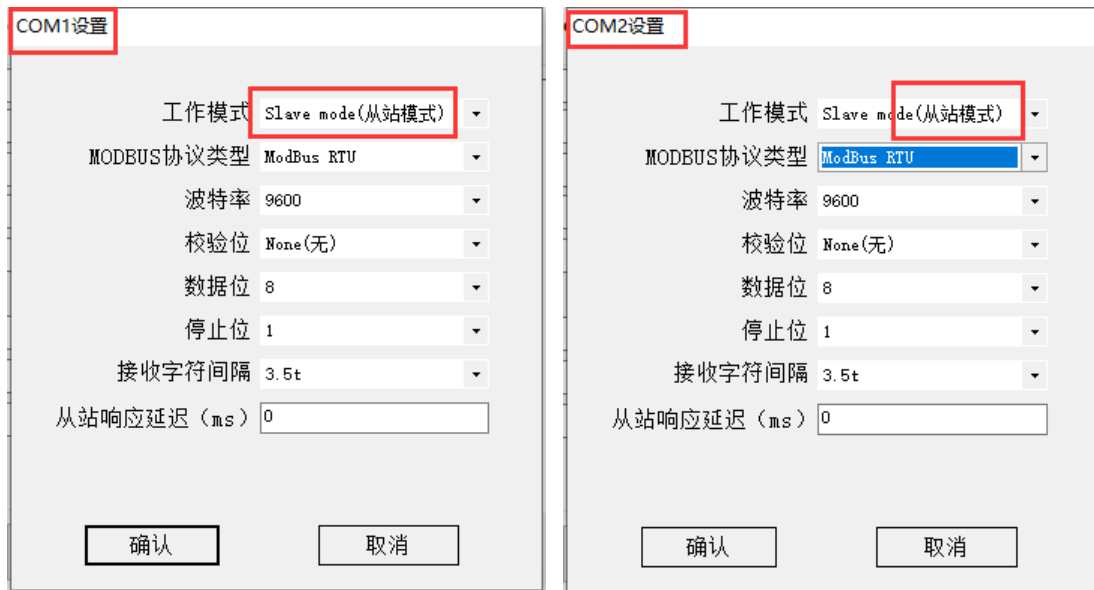 COM1设置
工作模式 Slave mode(从站模式)
MODBUS协议类型 ModBus RTU
波特率 9600
校验位 None(无)
数据位 8
停止位 1
接收字符间隔 3.5t
从站响应延迟（ms） 0
确认 取消
COM2设置
工作模式 Slave mode(从站模式)
MODBUS协议类型 ModBus RTU
波特率 9600
校验位 None(无)
数据位 8
停止位 1
接收字符间隔 3.5t
从站响应延迟（ms） 0
确认 取消